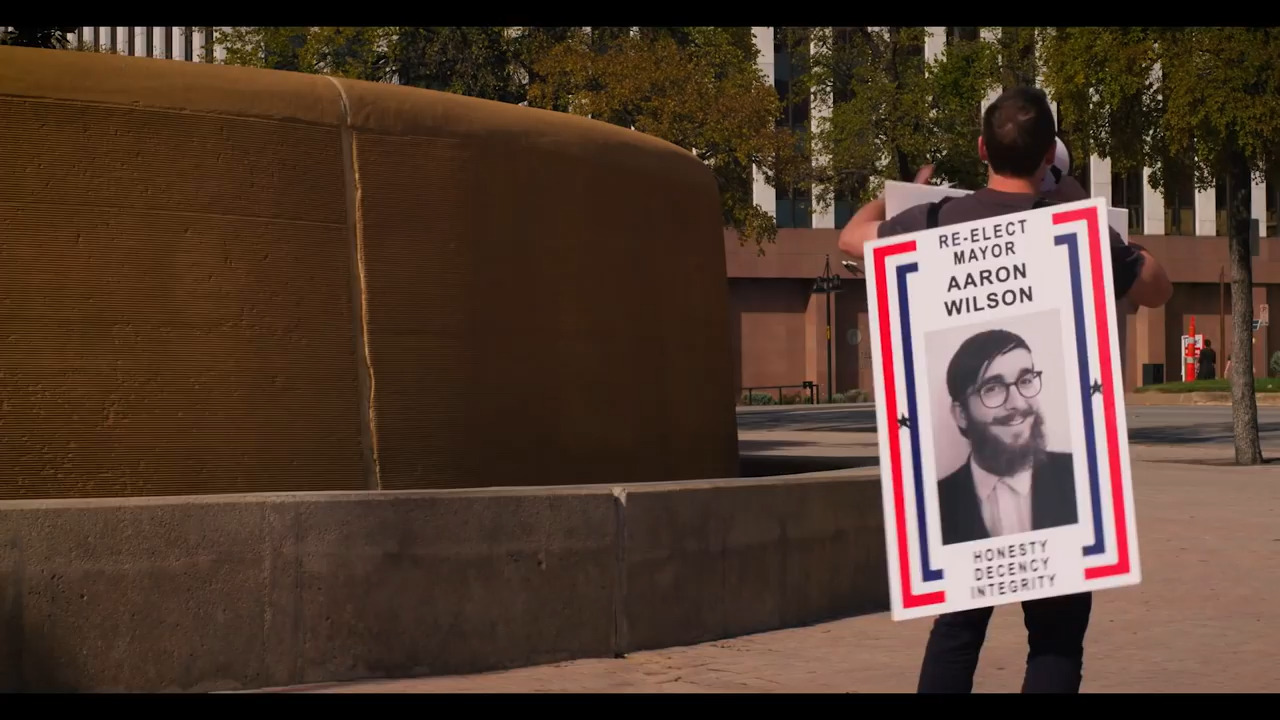 RE-ELECT
MAYOR
AARON
WILSON
HONESTY
DECENCY
INTEGRITY